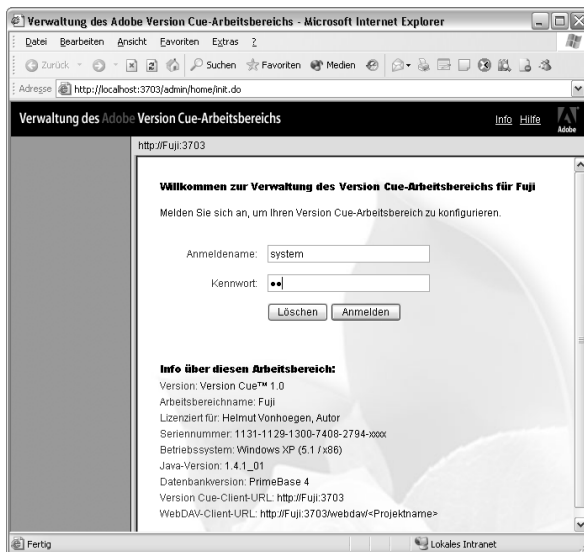 Verwaltung des Adobe Version Cue-Arbeitsbereichs - Microsoft Internet Explorer
Datei Bearbeiten Ansicht Favoriten Extras ?
Zurück Suchen Favoriten Medien
Adresse http://localhost:3703/admin/home/init.do
Verwaltung des Adobe Version Cue-Arbeitsbereichs Info Hilfe Adobe
http://Fuji:3703
Willkommen zur Verwaltung des Version Cue-Arbeitsbereichs für Fuji
Melden Sie sich an, um Ihren Version Cue-Arbeitsbereich zu konfigurieren.
Anmeldename: system
Kennwort: ••
Löschen Anmelden
Info über diesen Arbeitsbereich:
Version: Version Cue™ 1.0
Arbeitsbereichname: Fuji
Lizenziert für: Helmut Vonhoegen, Autor
Seriennummer: 1131-1129-1300-7408-2794-xxxx
Betriebssystem: Windows XP (5.1 / x86)
Java-Version: 1.4.1_01
Datenbankversion: PrimeBase 4
Version Cue-Client-URL: http://Fuji:3703
WebDAV-Client-URL: http://Fuji:3703/webdav/<Projektname>
Fertig Lokales Intranet